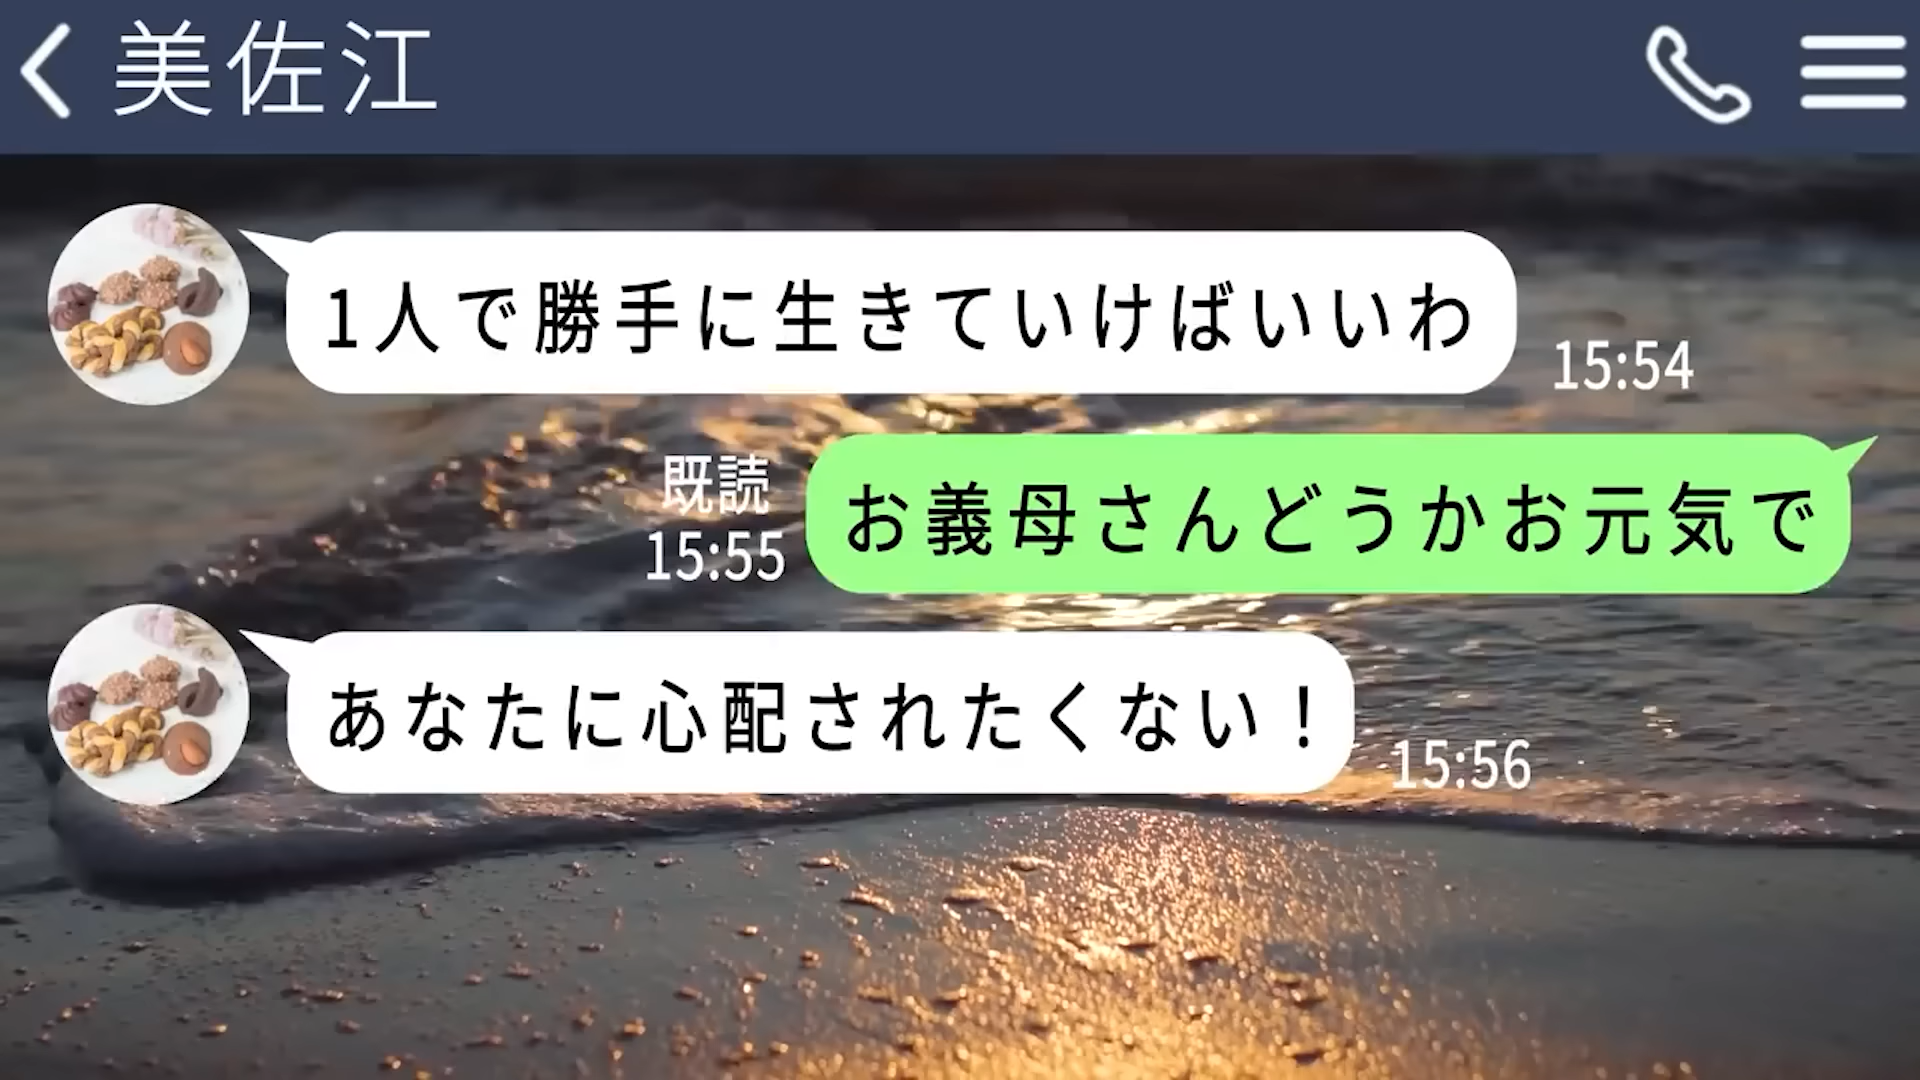 美佐江
1人で勝手に生きていけばいいわ
15:54
既読
15:55
お義母さんどうかお元気で
あなたに心配されたくない！
15:56